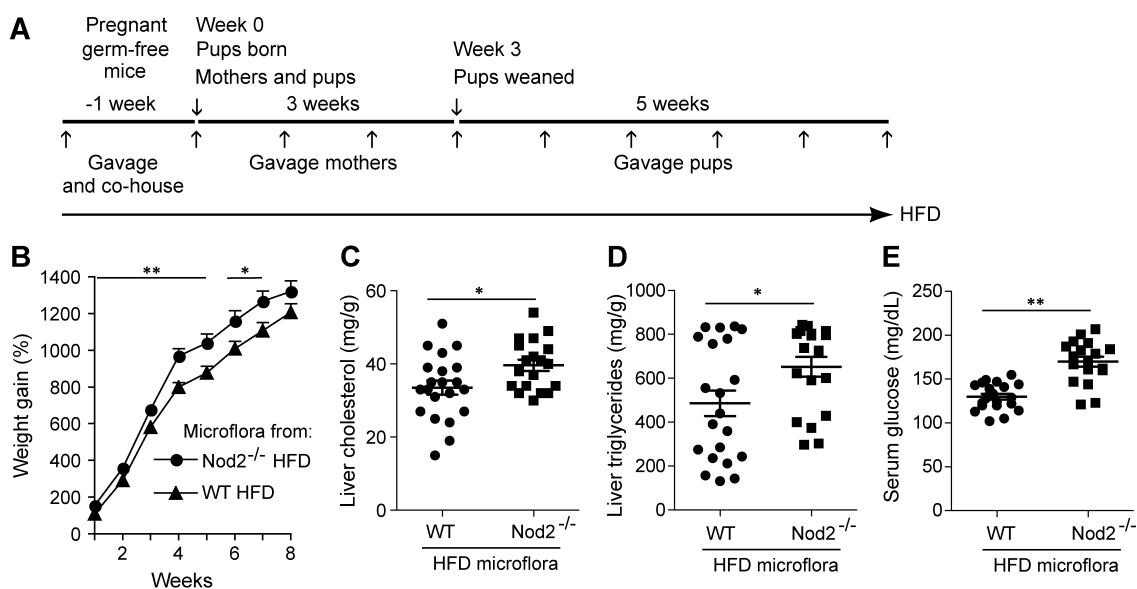 A
Pregnant
germ-free
mice
-1 week
Week 0
Pups born
Mothers and pups
3 weeks
Week 3
Pups weaned
5 weeks
Gavage
and co-house
Gavage mothers
Gavage pups
HFD
B
Weight gain (%)
1400
1200
1000
800
600
400
200
0
** *
Microflora from:
Nod2-/- HFD
WT HFD
2 4 6 8
Weeks
C
Liver cholesterol (mg/g)
60
40
20
0
*
WT Nod2-/-
HFD microflora
D
Liver triglycerides (mg/g)
1000
800
600
400
200
0
*
WT Nod2-/-
HFD microflora
E
Serum glucose (mg/dL)
250
200
150
100
50
0
**
WT Nod2-/-
HFD microflora